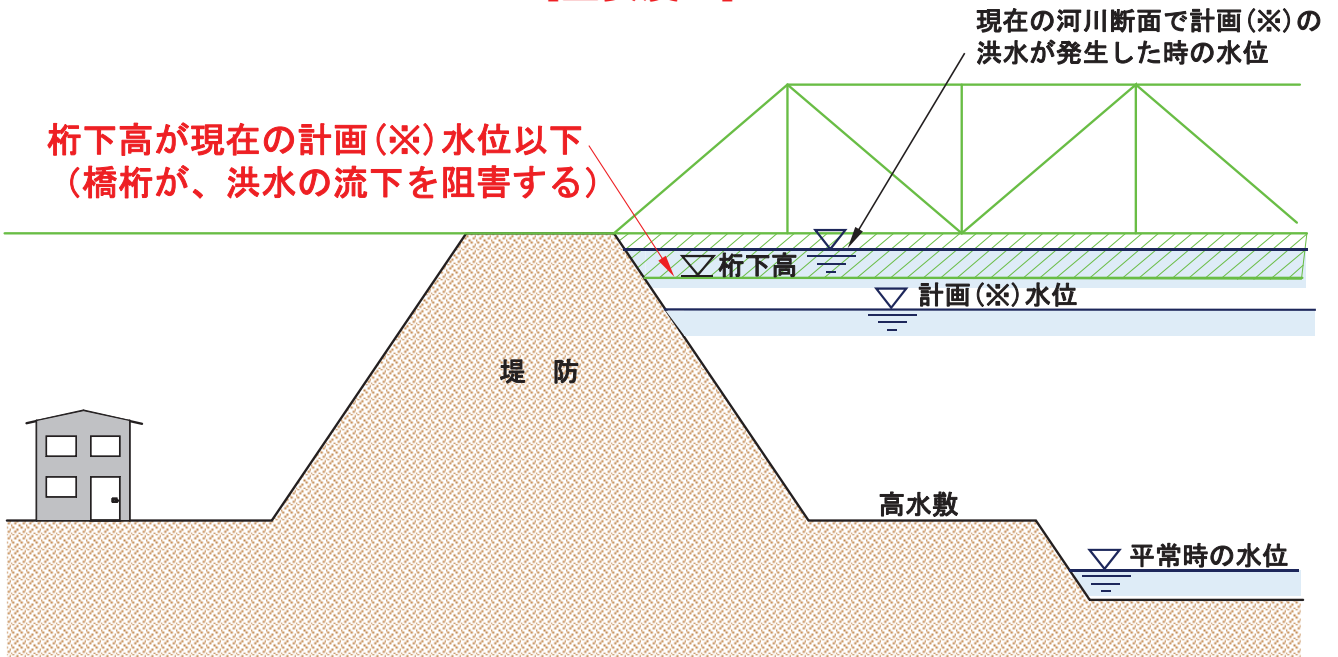 現在の河川断面で計画(※)の
洪水が発生した時の水位
桁下高が現在の計画(※)水位以下
(橋桁が、洪水の流下を阻害する)
桁下高
計画(※)水位
堤 防
高水敷
平常時の水位